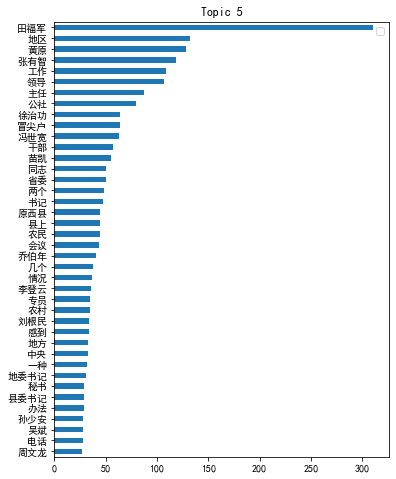 Topic 5
田福军
地区
黄原
张有智
工作
领导
主任
公社
徐治功
冒尖户
冯世宽
干部
苗凯
同志
省委
两个
书记
原西县
县上
农民
会议
乔伯年
几个
情况
李登云
专员
农村
刘根民
感到
地方
中央
一种
地委书记
秘书
县委书记
办法
孙少安
吴斌
电话
周文龙
0 50 100 150 200 250 300